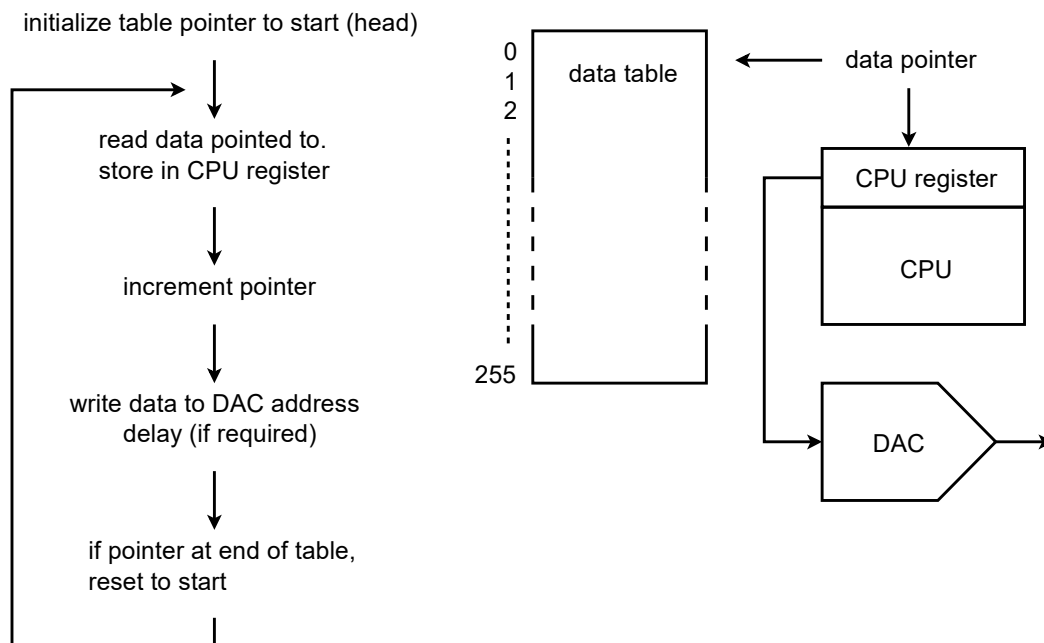 initialize table pointer to start (head)
read data pointed to.
store in CPU register
increment pointer
write data to DAC address
delay (if required)
if pointer at end of table,
reset to start
0
1
2
255
data table
data pointer
CPU register
CPU
DAC